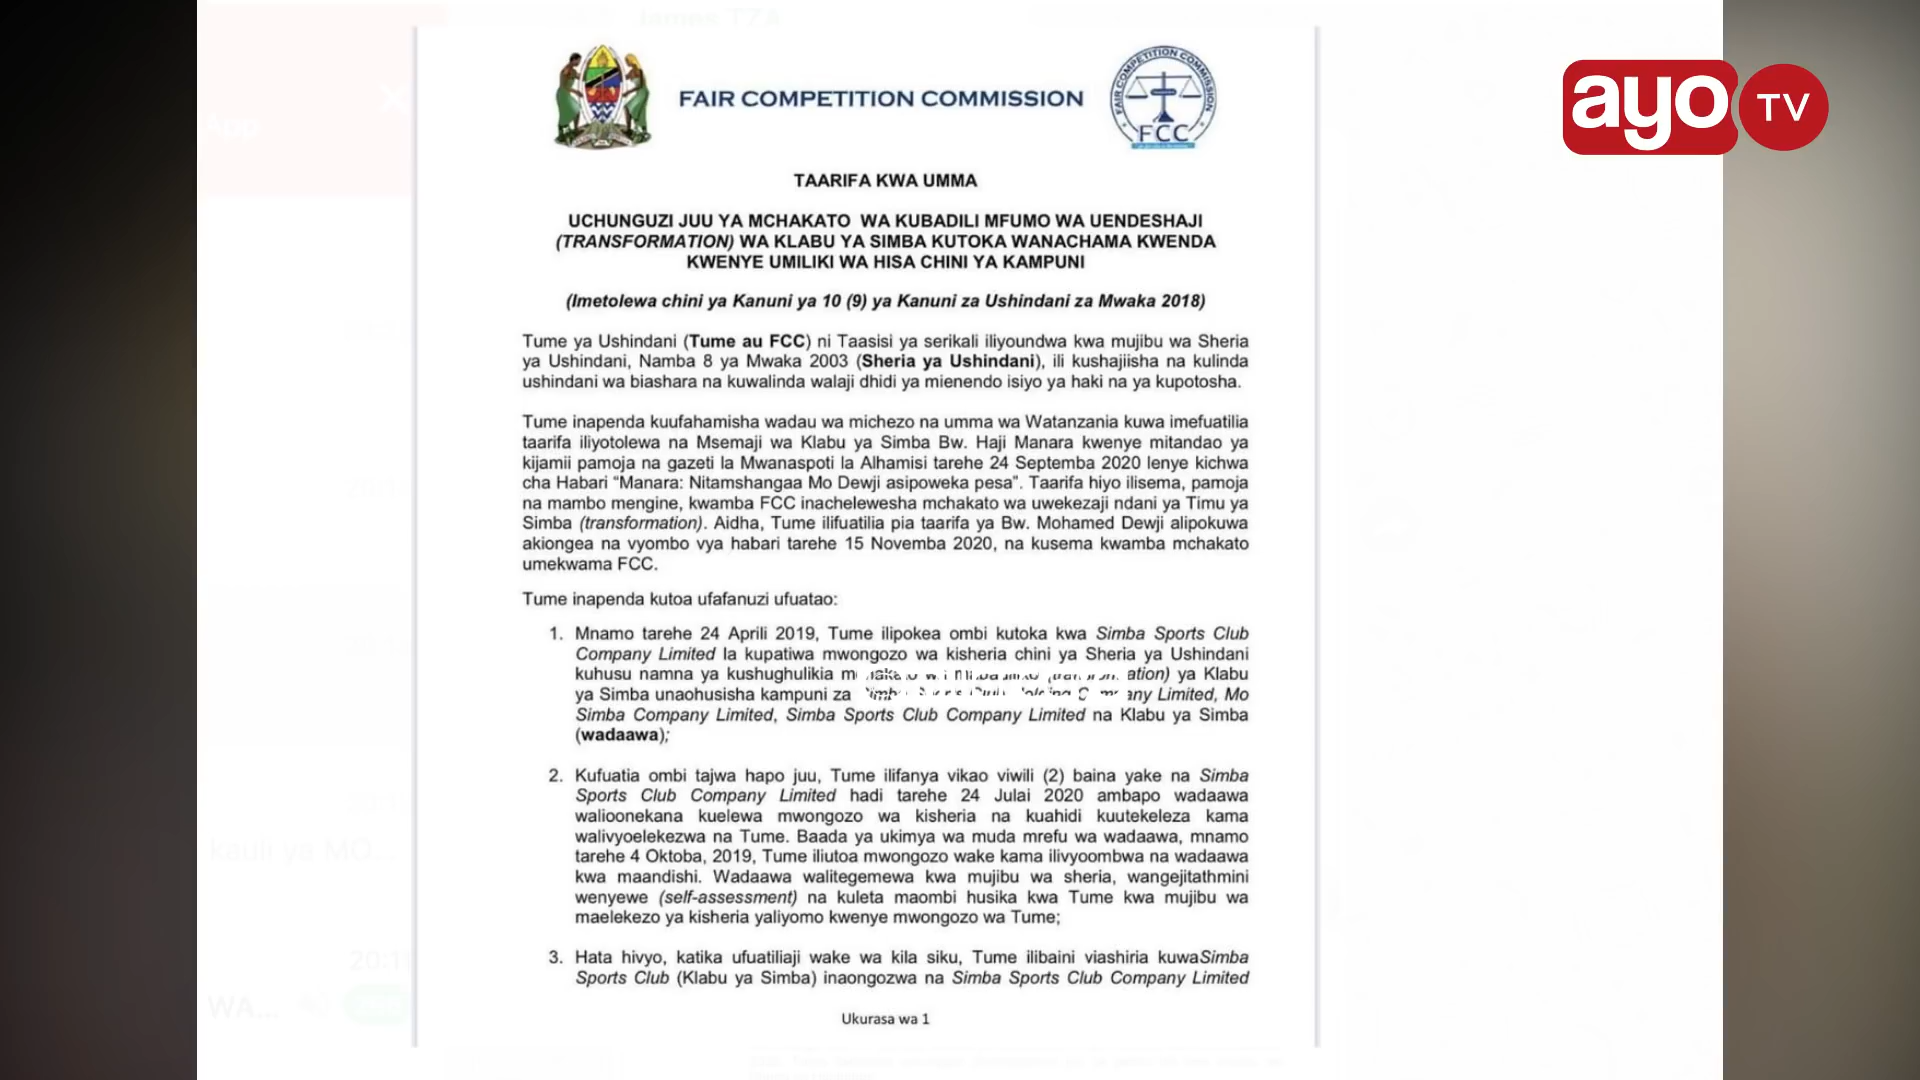 FAIR COMPETITION COMMISSION
FAIR COMPETITION COMMISSION
FCC
ayo TV
TAARIFA KWA UMMA
UCHUNGUZI JUU YA MCHAKATO WA KUBADILI MFUMO WA UENDESHAJI
(TRANSFORMATION) WA KLABU YA SIMBA KUTOKA WANACHAMA KWENDA
KWENYE UMILIKI WA HISA CHINI YA KAMPUNI
(Imetolewa chini ya Kanuni ya 10 (9) ya Kanuni za Ushindani za Mwaka 2018)
Tume ya Ushindani (Tume au FCC) ni Taasisi ya serikali iliyoundwa kwa mujibu wa Sheria
ya Ushindani, Namba 8 ya Mwaka 2003 (Sheria ya Ushindani), ili kushajiisha na kulinda
ushindani wa biashara na kuwalinda walaji dhidi ya mienendo isiyo ya haki na ya kupotosha.
Tume inapenda kuufahamisha wadau wa michezo na umma wa Watanzania kuwa imefuatilia
taarifa iliyotolewa na Msemaji wa Klabu ya Simba Bw. Haji Manara kwenye mitandao ya
kijamii pamoja na gazeti la Mwanaspoti la Alhamisi tarehe 24 Septemba 2020 lenye kichwa
cha Habari "Manara: Nitamshangaa Mo Dewji asipoweka pesa". Taarifa hiyo ilisema, pamoja
na mambo mengine, kwamba FCC inachelewesha mchakato wa uwekezaji ndani ya Timu ya
Simba (transformation). Aidha, Tume ilifuatilia pia taarifa ya Bw. Mohamed Dewji alipokuwa
akiongea na vyombo vya habari tarehe 15 Novemba 2020, na kusema kwamba mchakato
umekwama FCC.
Tume inapenda kutoa ufafanuzi ufuatao:
1. Mnamo tarehe 24 Aprili 2019, Tume ilipokea ombi kutoka kwa Simba Sports Club
Company Limited la kupatiwa mwongozo wa kisheria chini ya Sheria ya Ushindani
kuhusu namna ya kushughulikia ya Klabu
ya Simba unaohusisha kampuni za Limited, Mo
Simba Company Limited, Simba Sports Club Company Limited na Klabu ya Simba
(wadaawa);
2. Kufuatia ombi tajwa hapo juu, Tume ilifanya vikao viwili (2) baina yake na Simba
Sports Club Company Limited hadi tarehe 24 Julai 2020 ambapo wadaawa
walioonekana kuelewa mwongozo wa kisheria na kuahidi kuutekeleza kama
walivyoelekezwa na Tume. Baada ya ukimya wa muda mrefu wa wadaawa, mnamo
tarehe 4 Oktoba, 2019, Tume iliutoa mwongozo wake kama ilivyoombwa na wadaawa
kwa maandishi. Wadaawa walitegemewa kwa mujibu wa sheria, wangejitathmini
wenyewe (self-assessment) na kuleta maombi husika kwa Tume kwa mujibu wa
maelekezo ya kisheria yaliyomo kwenye mwongozo wa Tume;
3. Hata hivyo, katika ufuatiliaji wake wa kila siku, Tume ilibaini viashiria kuwaSimba
Sports Club (Klabu ya Simba) inaongozwa na Simba Sports Club Company Limited
Ukurasa wa 1
kauli ya MO...
WA...